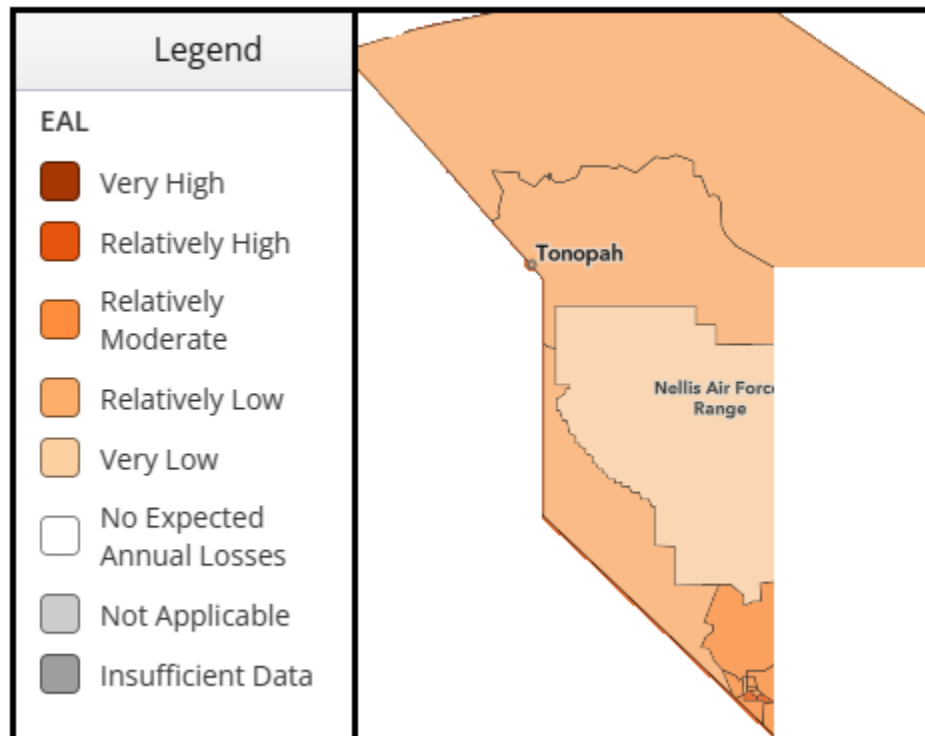 Legend
EAL
Very High
Relatively High
Relatively
Moderate
Relatively Low
Very Low
No Expected
Annual Losses
Not Applicable
Insufficient Data
Tonopah
Nellis Air Forc
Range